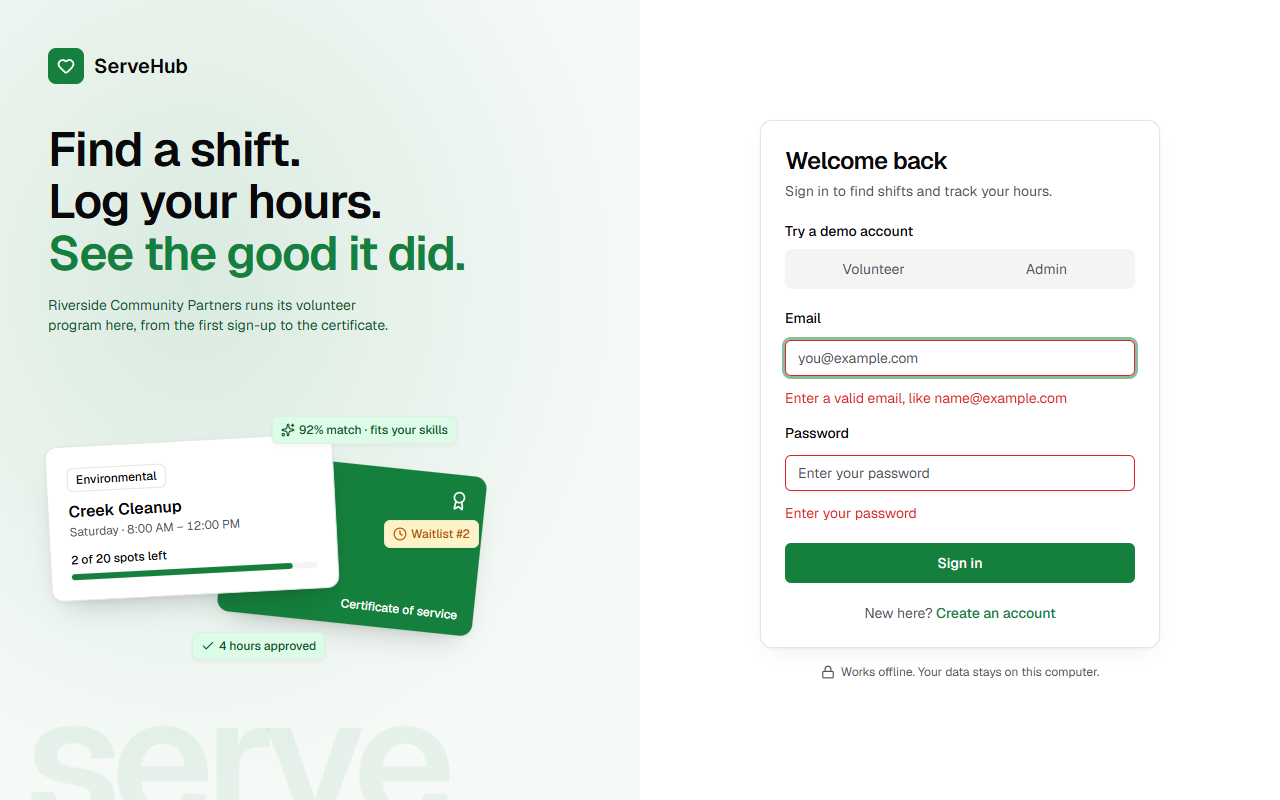 ServeHub
Find a shift.
Log your hours.
See the good it did.
Riverside Community Partners runs its volunteer
program here, from the first sign-up to the certificate.
92% match · fits your skills
Environmental
Creek Cleanup
Saturday · 8:00 AM – 12:00 PM
2 of 20 spots left
Waitlist #2
Certificate of service
4 hours approved
serve
Welcome back
Sign in to find shifts and track your hours.
Try a demo account
Volunteer
Admin
Email
you@example.com
Enter a valid email, like name@example.com
Password
Enter your password
Enter your password
Sign in
New here? Create an account
Works offline. Your data stays on this computer.